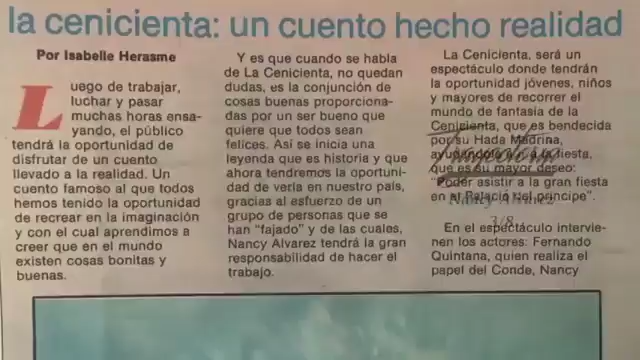 la cenicienta: un cuento hecho realidad
Por Isabelle Herasme
Luego de trabajar,
luchar y pasar
muchas horas ensa-
yando, el público
tendrá la oportunidad de
disfrutar de un cuento
llevado a la realidad. Un
cuento famoso al que todos
hemos tenido la oportunidad
de recrear en la imaginación
y con el cual aprendimos a
creer que en el mundo
existen cosas bonitas y
buenas.
Y es que cuando se habla
de La Cenicienta, no quedan
dudas, es la conjunción de
cosas buenas proporciona-
das por un ser bueno que
quiere que todos sean
felices. Así se inicia una
leyenda que es historia y que
ahora tendremos la oportuni-
dad de verla en nuestro país,
gracias al esfuerzo de un
grupo de personas que se
han "fajado" y de las cuales,
Nancy Alvarez tendrá la gran
responsabilidad de hacer el
trabajo.
La Cenicienta, será un
espectáculo donde tendrán
la oportunidad jóvenes, niños
y mayores de recorrer el
mundo de fantasía de la
Cenicienta, que es bendecida
por su Hada Madrina,
a la fiesta,
que es su mayor deseo:
"Poder asistir a la gran fiesta
en el Palacio del principe".
Nancy Alvarez
3/8
En el espectáculo intervie-
nen los actores: Fernando
Quintana, quien realiza el
papel del Conde, Nancy